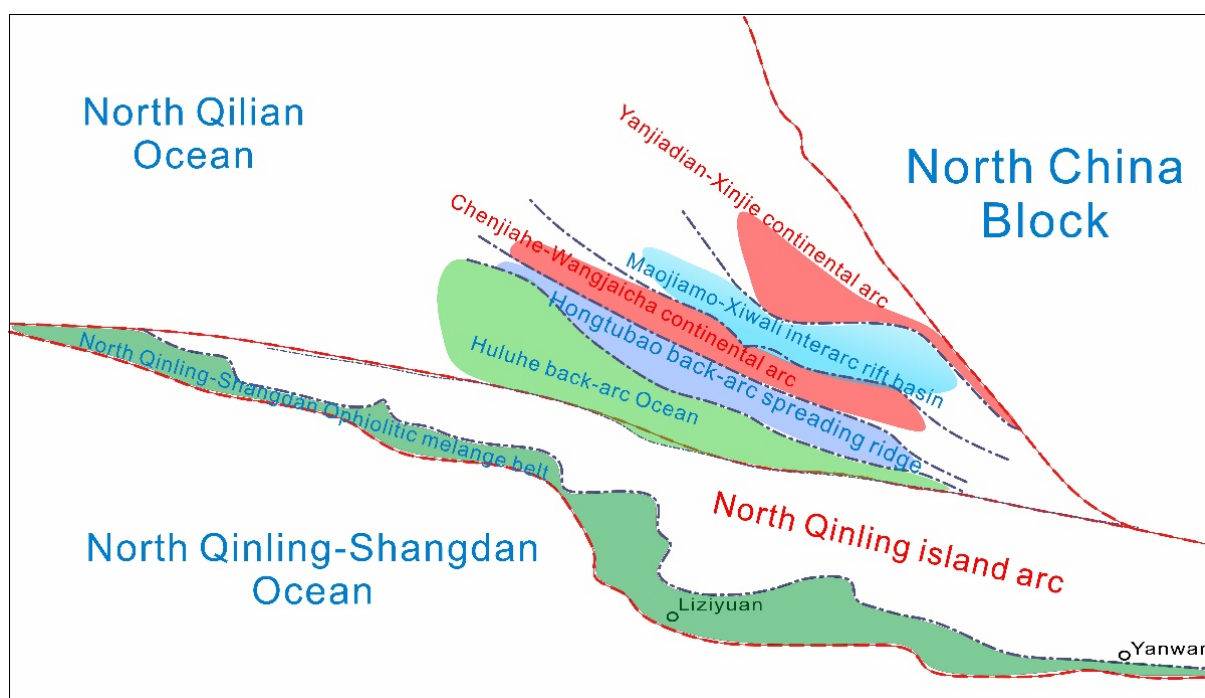 North Qilian
Ocean
Yanjiadian-Xinjie continental arc
North China
Block
Chenjiahe-Wangjaicha continental arc
Maojiamo-Xiwali interarc rift basin
Hongtubao back-arc spreading ridge
Huluhe back-arc Ocean
North Qinling-Shangdan Ophiolitic melange belt
North Qinling island arc
North Qinling-Shangdan
Ocean
Liziyuan
Yanwan